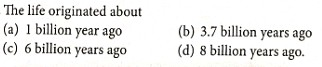 The life originated about
(a) 1 billion year ago (b) 3.7 billion years ago
(c) 6 billion years ago (d) 8 billion years ago.